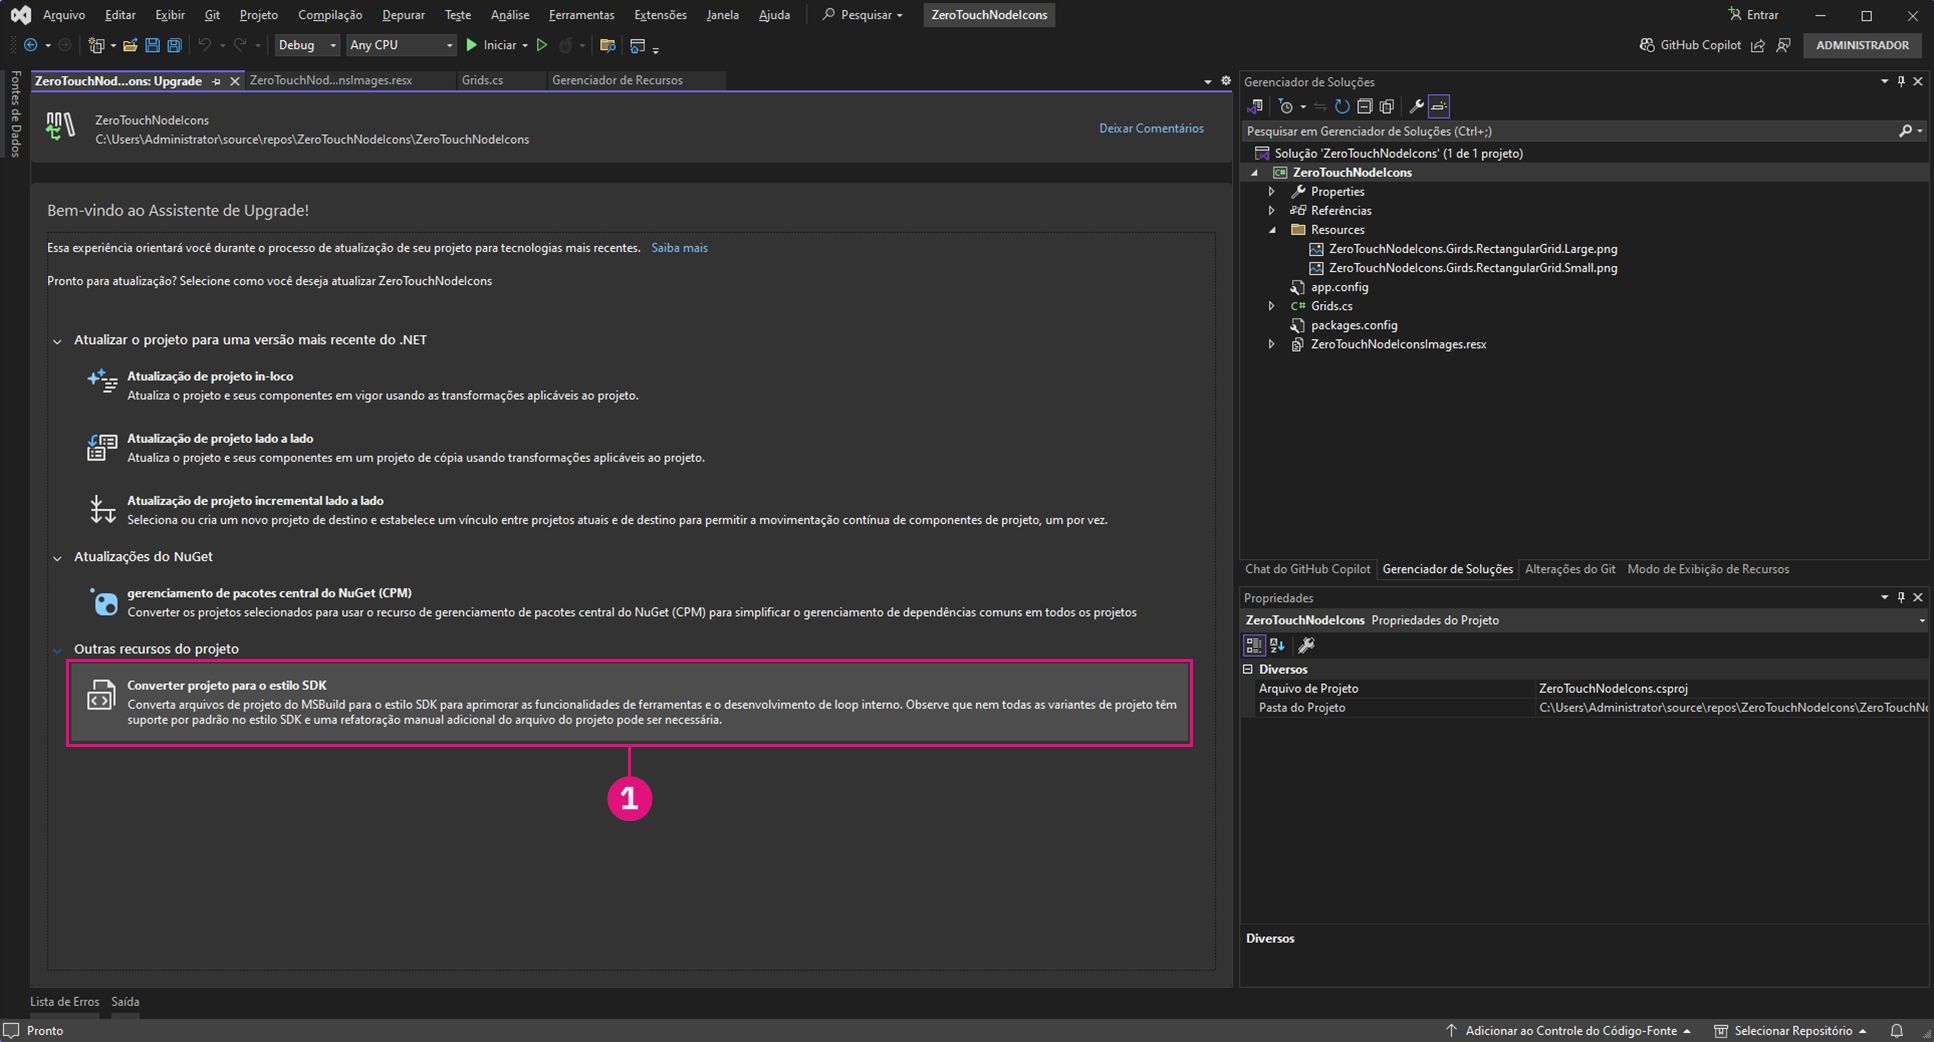 Arquivo Editar Exibir Git Projeto Compilação Depurar Teste Análise Ferramentas Extensões Janela Ajuda Pesquisar ZeroTouchNodeIcons Entrar
Debug Any CPU Iniciar GitHub Copilot ADMINISTRADOR
Fontes de Dados
ZeroTouchNod...ons: Upgrade ZeroTouchNod...nsImages.resx Grids.cs Gerenciador de Recursos
ZeroTouchNodeIcons
C:\Users\Administrator\source\repos\ZeroTouchNodeIcons\ZeroTouchNodeIcons
Deixar Comentários
Bem-vindo ao Assistente de Upgrade!
Essa experiência orientará você durante o processo de atualização de seu projeto para tecnologias mais recentes. Saiba mais
Pronto para atualização? Selecione como você deseja atualizar ZeroTouchNodeIcons
Atualizar o projeto para uma versão mais recente do .NET
Atualização de projeto in-loco
Atualiza o projeto e seus componentes em vigor usando as transformações aplicáveis ao projeto.
Atualização de projeto lado a lado
Atualiza o projeto e seus componentes em um projeto de cópia usando transformações aplicáveis ao projeto.
Atualização de projeto incremental lado a lado
Seleciona ou cria um novo projeto de destino e estabelece um vínculo entre projetos atuais e de destino para permitir a movimentação contínua de componentes de projeto, um por vez.
Atualizações do NuGet
gerenciamento de pacotes central do NuGet (CPM)
Converter os projetos selecionados para usar o recurso de gerenciamento de pacotes central do NuGet (CPM) para simplificar o gerenciamento de dependências comuns em todos os projetos
Outras recursos do projeto
Converter projeto para o estilo SDK
Converta arquivos de projeto do MSBuild para o estilo SDK para aprimorar as funcionalidades de ferramentas e o desenvolvimento de loop interno. Observe que nem todas as variantes de projeto têm
suporte por padrão no estilo SDK e uma refatoração manual adicional do arquivo do projeto pode ser necessária.
1
Gerenciador de Soluções
Pesquisar em Gerenciador de Soluções (Ctrl+;)
Solução 'ZeroTouchNodeIcons' (1 de 1 projeto)
C# ZeroTouchNodeIcons
Properties
Referências
Resources
ZeroTouchNodeIcons.Girds.RectangularGrid.Large.png
ZeroTouchNodeIcons.Girds.RectangularGrid.Small.png
app.config
C# Grids.cs
packages.config
ZeroTouchNodeIconsImages.resx
Chat do GitHub Copilot Gerenciador de Soluções Alterações do Git Modo de Exibição de Recursos
Propriedades
ZeroTouchNodeIcons Propriedades do Projeto
Diversos
Arquivo de Projeto ZeroTouchNodeIcons.csproj
Pasta do Projeto C:\Users\Administrator\source\repos\ZeroTouchNodeIcons\ZeroTouchNo
Diversos
Lista de Erros Saída
Pronto Adicionar ao Controle do Código-Fonte Selecionar Repositório